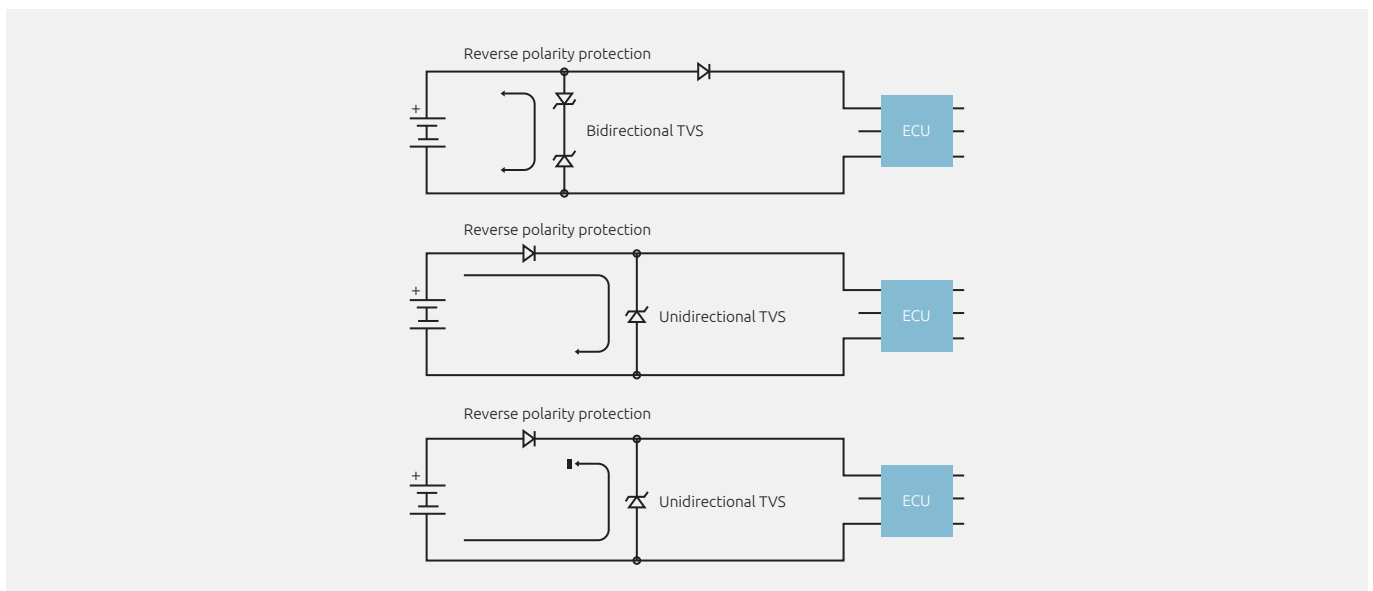 Reverse polarity protection
+
Bidirectional TVS
ECU
Reverse polarity protection
+
Unidirectional TVS
ECU
Reverse polarity protection
+
Unidirectional TVS
ECU